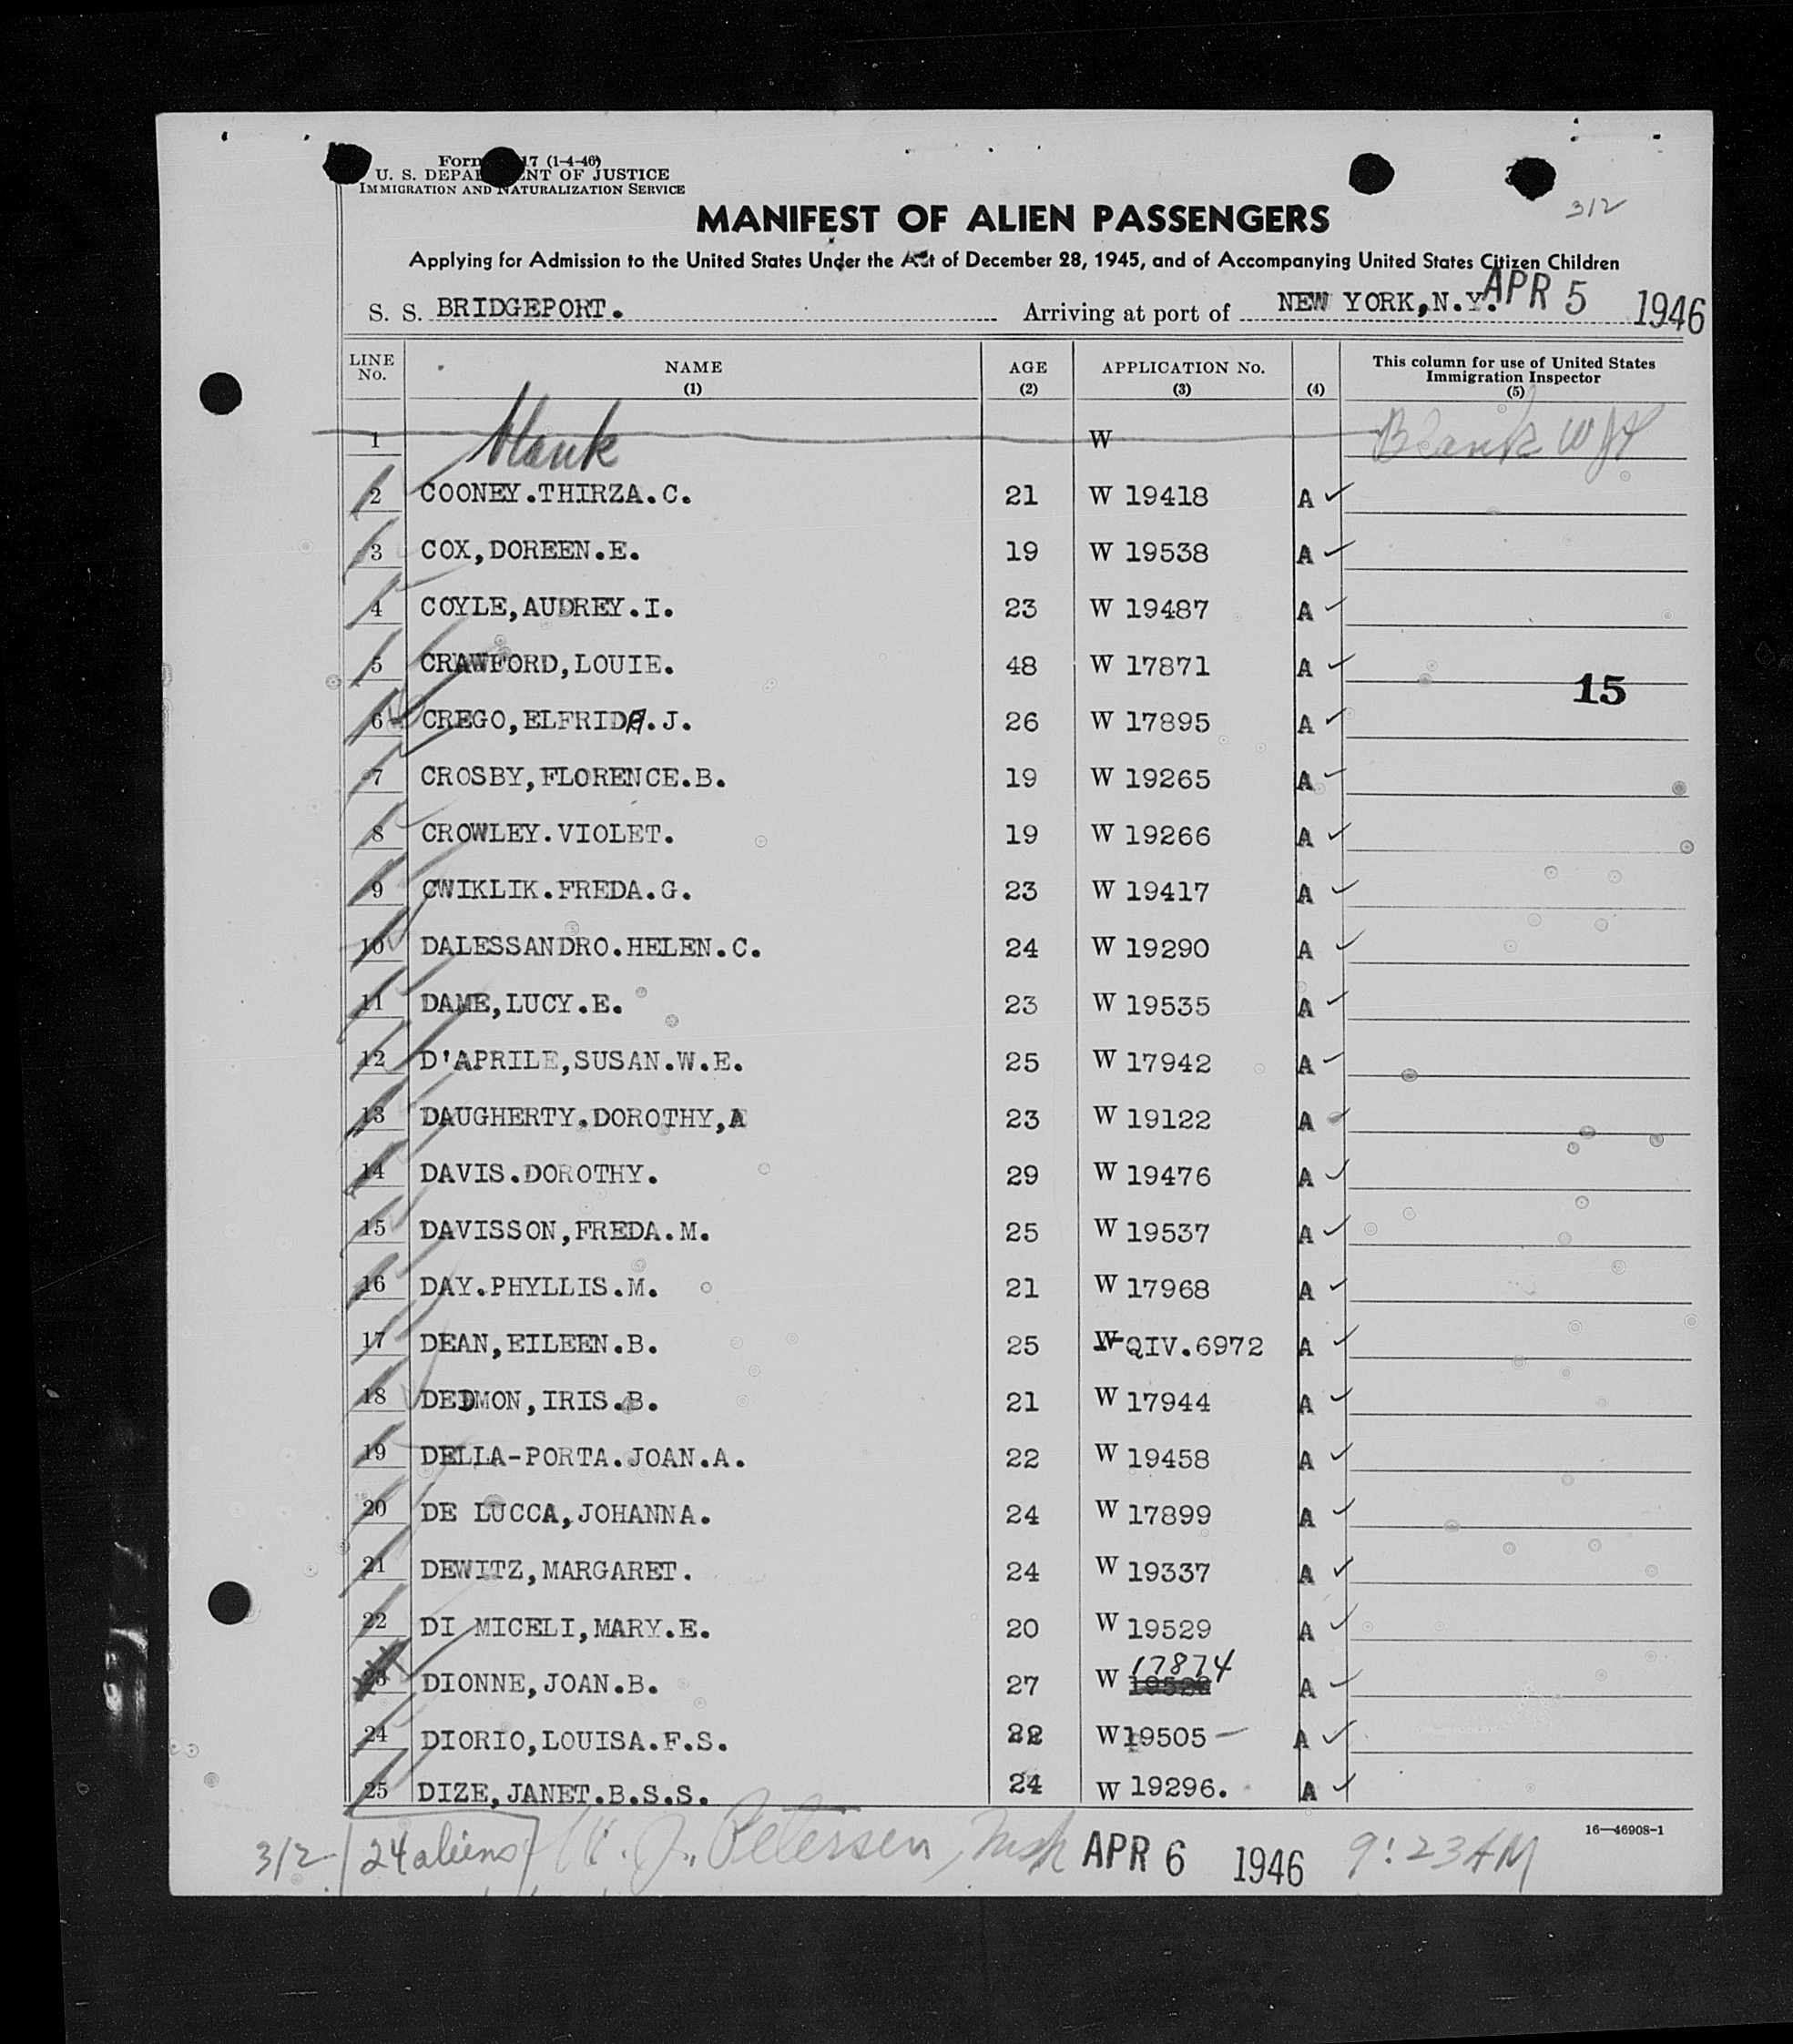 Form 17 (1-4-46)
U. S. DEPARTMENT OF JUSTICE
IMMIGRATION AND NATURALIZATION SERVICE
312
MANIFEST OF ALIEN PASSENGERS
Applying for Admission to the United States Under the Act of December 28, 1945, and of Accompanying United States Citizen Children
S. S. BRIDGEPORT. Arriving at port of NEW YORK, N.Y. APR 5 1946
LINE No. NAME (1) AGE (2) APPLICATION No. (3) (4) This column for use of United States Immigration Inspector (5)
1 blank W Blank
2 COONEY.THIRZA.C. 21 W 19418 A ✓
3 COX,DOREEN.E. 19 W 19538 A ✓
4 COYLE,AUDREY.I. 23 W 19487 A ✓
5 CRAWFORD,LOUIE. 48 W 17871 A ✓
15
6 CREGO,ELFRIDA.J. 26 W 17895 A ✓
7 CROSBY,FLORENCE.B. 19 W 19265 A ✓
8 CROWLEY.VIOLET. 19 W 19266 A ✓
9 CWIKLIK.FREDA.G. 23 W 19417 A ✓
10 DALESSANDRO.HELEN.C. 24 W 19290 A ✓
11 DAME,LUCY.E. 23 W 19535 A ✓
12 D'APRILE,SUSAN.W.E. 25 W 17942 A ✓
13 DAUGHERTY.DOROTHY,A 23 W 19122 A ✓
14 DAVIS.DOROTHY. 29 W 19476 A ✓
15 DAVISSON,FREDA.M. 25 W 19537 A ✓
16 DAY.PHYLLIS.M. 21 W 17968 A ✓
17 DEAN,EILEEN.B. 25 W QIV.6972 A ✓
18 DEDMON,IRIS.B. 21 W 17944 A ✓
19 DELLA-PORTA.JOAN.A. 22 W 19458 A ✓
20 DE LUCCA,JOHANNA. 24 W 17899 A ✓
21 DEWITZ,MARGARET. 24 W 19337 A ✓
22 DI MICELI,MARY.E. 20 W 19529 A ✓
23 DIONNE,JOAN.B. 27 W 17874 A ✓
24 DIORIO,LOUISA.F.S. 22 W19505 - A ✓
25 DIZE,JANET.B.S.S. 24 W 19296. A ✓
16—46908-1
312 24 aliens J. Petersen, APR 6 1946 9:23 AM